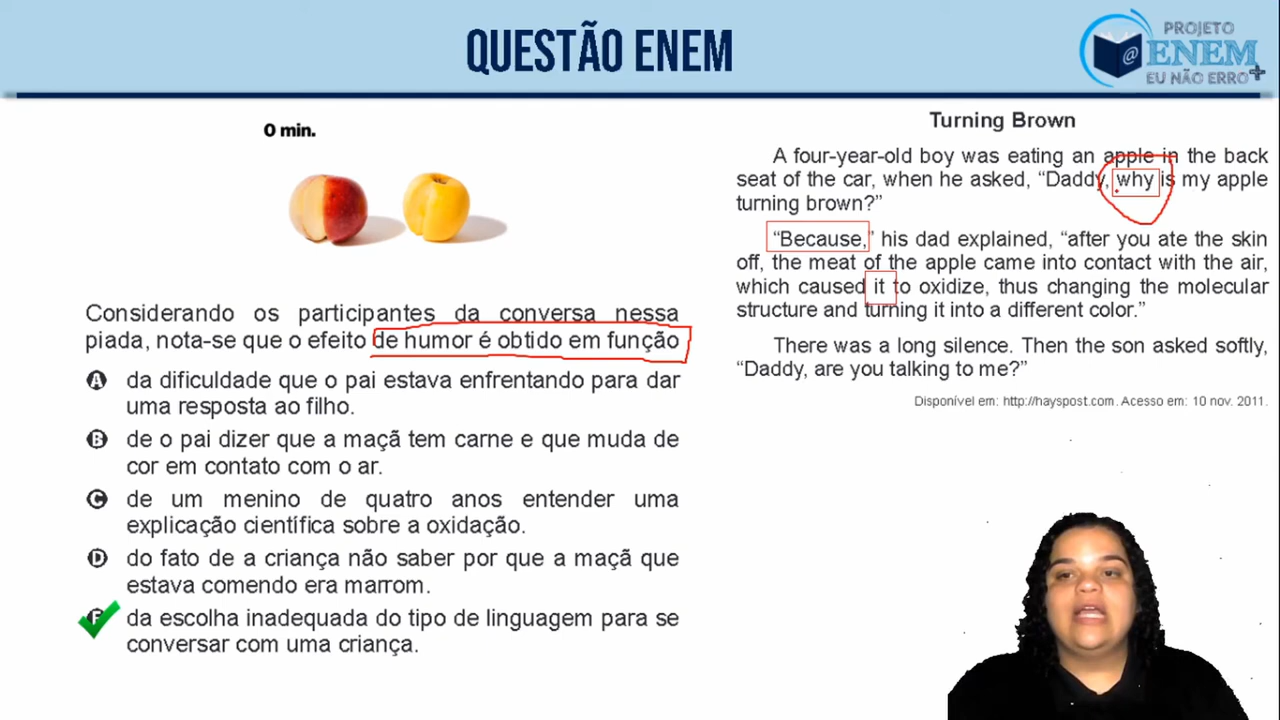 QUESTÃO ENEM
PROJETO
@
ENEM+
EU NÃO ERRO
0 min.
Considerando os participantes da conversa nessa
piada, nota-se que o efeito de humor é obtido em função
A da dificuldade que o pai estava enfrentando para dar
uma resposta ao filho.
B de o pai dizer que a maçã tem carne e que muda de
cor em contato com o ar.
C de um menino de quatro anos entender uma
explicação científica sobre a oxidação.
D do fato de a criança não saber por que a maçã que
estava comendo era marrom.
E da escolha inadequada do tipo de linguagem para se
conversar com uma criança.
Turning Brown
A four-year-old boy was eating an apple in the back
seat of the car, when he asked, “Daddy, why is my apple
turning brown?”
“Because,” his dad explained, “after you ate the skin
off, the meat of the apple came into contact with the air,
which caused it to oxidize, thus changing the molecular
structure and turning it into a different color.”
There was a long silence. Then the son asked softly,
“Daddy, are you talking to me?”
Disponível em: http://hayspost.com. Acesso em: 10 nov. 2011.